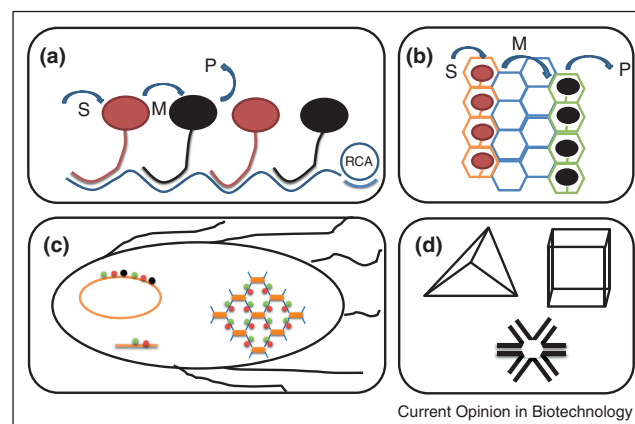 (a)
P
S
M
RCA
(b)
M
S
P
(c)
(d)
Current Opinion in Biotechnology